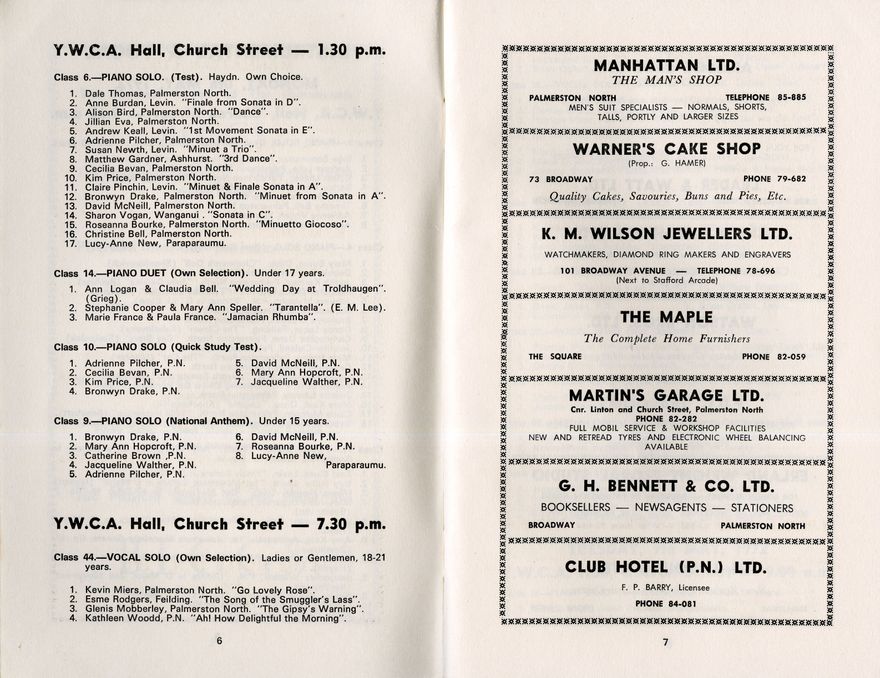 Y.W.C.A. Hall, Church Street — 1.30 p.m.
Class 6.—PIANO SOLO. (Test). Haydn. Own Choice.
1. Dale Thomas, Palmerston North.
2. Anne Burdan, Levin. "Finale from Sonata in D".
3. Alison Bird, Palmerston North. "Dance".
4. Jillian Eva, Palmerston North.
5. Andrew Keall, Levin. "1st Movement Sonata in E".
6. Adrienne Pilcher, Palmerston North.
7. Susan Newth, Levin. "Minuet a Trio".
8. Matthew Gardner, Ashhurst. "3rd Dance".
9. Cecilia Bevan, Palmerston North.
10. Kim Price, Palmerston North.
11. Claire Pinchin, Levin. "Minuet & Finale Sonata in A".
12. Bronwyn Drake, Palmerston North. "Minuet from Sonata in A".
13. David McNeill, Palmerston North.
14. Sharon Vogan, Wanganui . "Sonata in C".
15. Roseanna Bourke, Palmerston North. "Minuetto Giocoso".
16. Christine Bell, Palmerston North.
17. Lucy-Anne New, Paraparaumu.
Class 14.—PIANO DUET (Own Selection). Under 17 years.
1. Ann Logan & Claudia Bell. "Wedding Day at Troldhaugen".
(Grieg).
2. Stephanie Cooper & Mary Ann Speller. "Tarantella". (E. M. Lee).
3. Marie France & Paula France. "Jamacian Rhumba".
Class 10.—PIANO SOLO (Quick Study Test).
1. Adrienne Pilcher, P.N.
2. Cecilia Bevan, P.N.
3. Kim Price, P.N.
4. Bronwyn Drake, P.N.
5. David McNeill, P.N.
6. Mary Ann Hopcroft, P.N.
7. Jacqueline Walther, P.N.
Class 9.—PIANO SOLO (National Anthem). Under 15 years.
1. Bronwyn Drake, P.N.
2. Mary Ann Hopcroft, P.N.
3. Catherine Brown ,P.N.
4. Jacqueline Walther, P.N.
5. Adrienne Pilcher, P.N.
6. David McNeil, P.N.
7. Roseanna Bourke, P.N.
8. Lucy-Anne New,
Paraparaumu.
Y.W.C.A. Hall, Church Street — 7.30 p.m.
Class 44.—VOCAL SOLO (Own Selection). Ladies or Gentlemen, 18-21
years.
1. Kevin Miers, Palmerston North. "Go Lovely Rose".
2. Esme Rodgers, Feilding. "The Song of the Smuggler's Lass".
3. Glenis Mobberley, Palmerston North. "The Gipsy's Warning".
4. Kathleen Woodd, P.N. "Ah! How Delightful the Morning".
6
MANHATTAN LTD.
THE MAN'S SHOP
PALMERSTON NORTH TELEPHONE 85-885
MEN'S SUIT SPECIALISTS — NORMALS, SHORTS,
TALLS, PORTLY AND LARGER SIZES
WARNER'S CAKE SHOP
(Prop.: G. HAMER)
73 BROADWAY PHONE 79-682
Quality Cakes, Savouries, Buns and Pies, Etc.
K. M. WILSON JEWELLERS LTD.
WATCHMAKERS, DIAMOND RING MAKERS AND ENGRAVERS
101 BROADWAY AVENUE — TELEPHONE 78-696
(Next to Stafford Arcade)
THE MAPLE
The Complete Home Furnishers
THE SQUARE PHONE 82-059
MARTIN'S GARAGE LTD.
Cnr. Linton and Church Street, Palmerston North
PHONE 82-282
FULL MOBIL SERVICE & WORKSHOP FACILITIES
NEW AND RETREAD TYRES AND ELECTRONIC WHEEL BALANCING
AVAILABLE
G. H. BENNETT & CO. LTD.
BOOKSELLERS — NEWSAGENTS — STATIONERS
BROADWAY PALMERSTON NORTH
CLUB HOTEL (P.N.) LTD.
F. P. BARRY, Licensee
PHONE 84-081
7